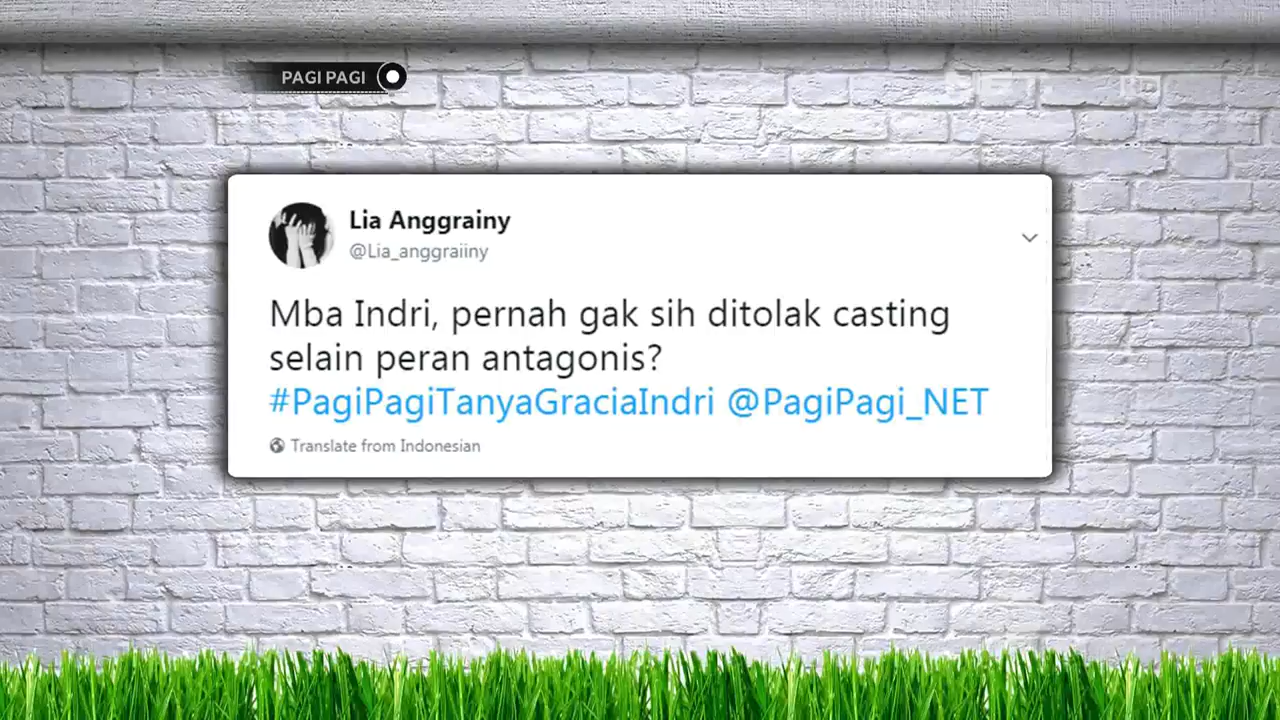 PAGI PAGI
Lia Anggrainy
@Lia_anggraiiny
Mba Indri, pernah gak sih ditolak casting
selain peran antagonis?
#PagiPagiTanyaGraciaIndri @PagiPagi_NET
Translate from Indonesian